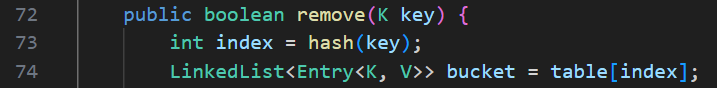 72 public boolean remove(K key) {
73 int index = hash(key);
74 LinkedList<Entry<K, V>> bucket = table[index];